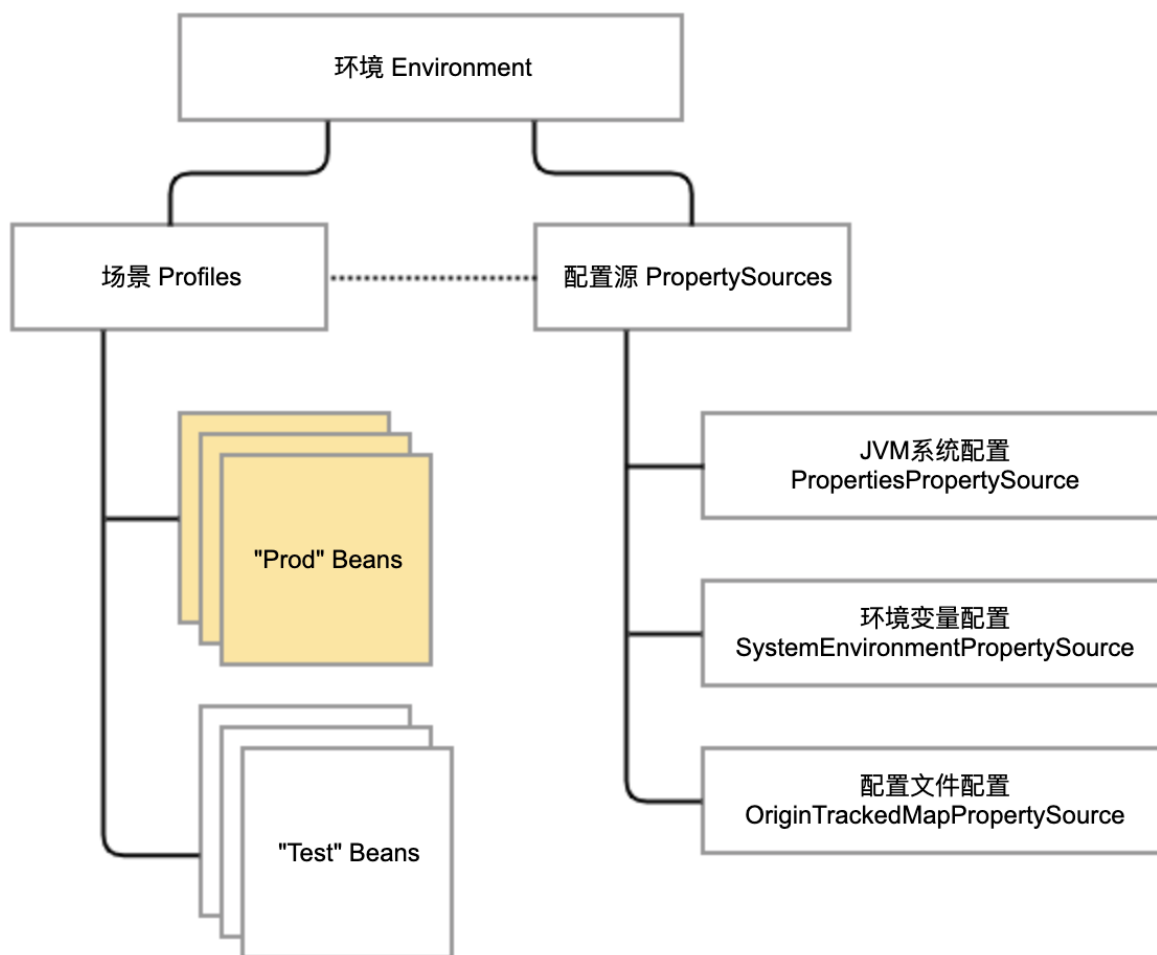 环境 Environment
场景 Profiles
配置源 PropertySources
"Prod" Beans
"Test" Beans
JVM系统配置
PropertiesPropertySource
环境变量配置
SystemEnvironmentPropertySource
配置文件配置
OriginTrackedMapPropertySource